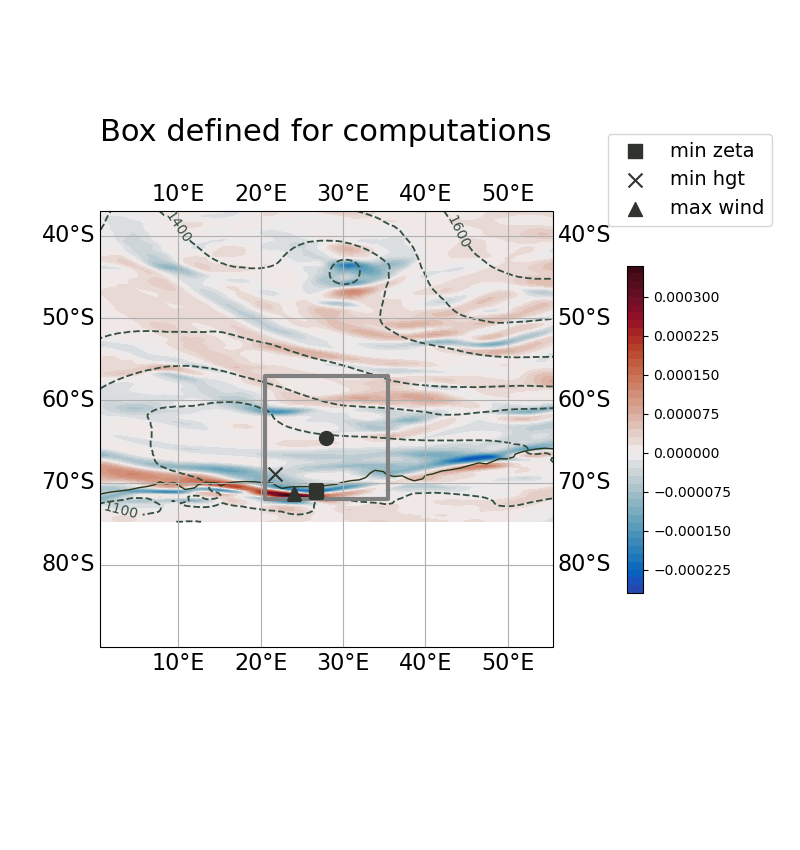 Box defined for computations
min zeta
min hgt
max wind
10°E 20°E 30°E 40°E 50°E
1400
1600
40°S 40°S
50°S 50°S
60°S 60°S
70°S 70°S
1100
80°S 80°S
10°E 20°E 30°E 40°E 50°E
0.000300
0.000225
0.000150
0.000075
0.000000
−0.000075
−0.000150
−0.000225